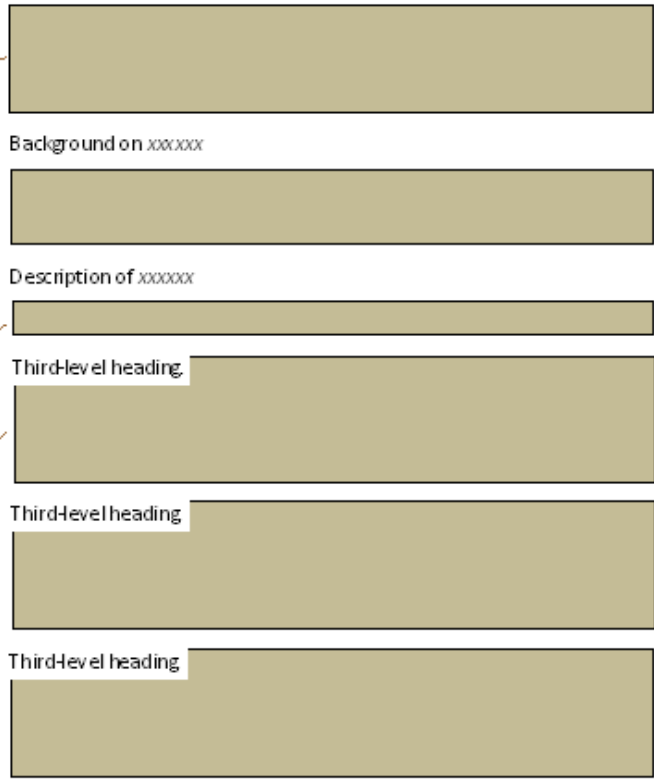 Background on xxxxxx
Description of xxxxxx
Third-level heading.
Third-level heading
Third-level heading